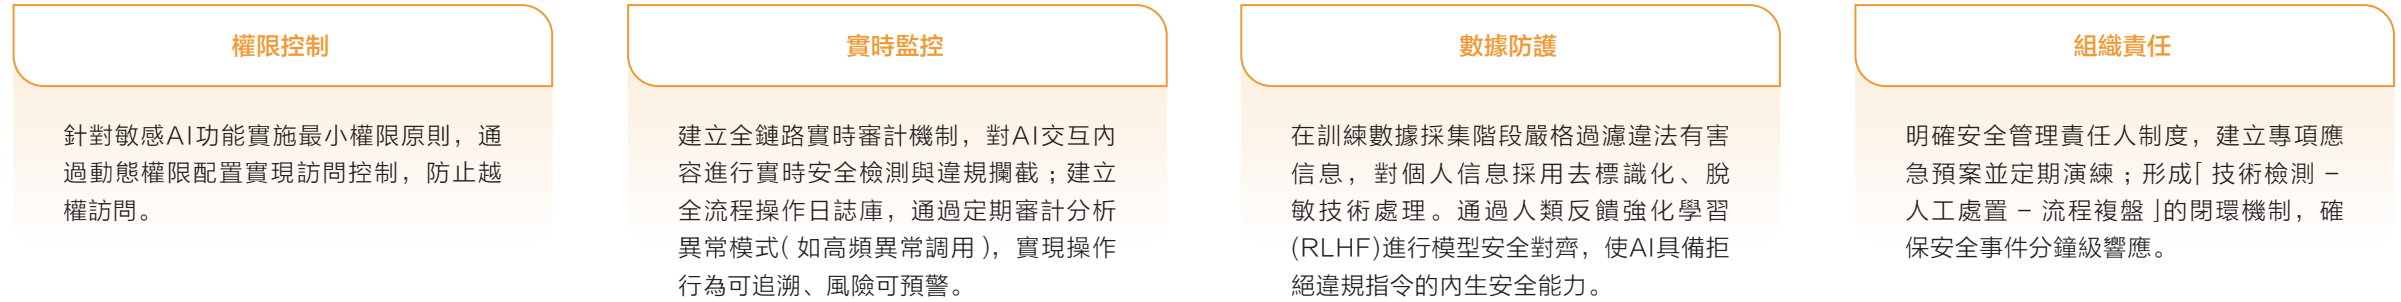 權限控制
針對敏感AI功能實施最小權限原則，通
過動態權限配置實現訪問控制，防止越
權訪問。
實時監控
建立全鏈路實時審計機制，對AI交互內
容進行實時安全檢測與違規攔截；建立
全流程操作日誌庫，通過定期審計分析
異常模式(如高頻異常調用)，實現操作
行為可追溯、風險可預警。
數據防護
在訓練數據採集階段嚴格過濾違法有害
信息，對個人信息採用去標識化、脫
敏技術處理。通過人類反饋強化學習
(RLHF)進行模型安全對齊，使AI具備拒
絕違規指令的內生安全能力。
組織責任
明確安全管理責任人制度，建立專項應
急預案並定期演練；形成「技術檢測 –
人工處置 – 流程複盤」的閉環機制，確
保安全事件分鐘級響應。